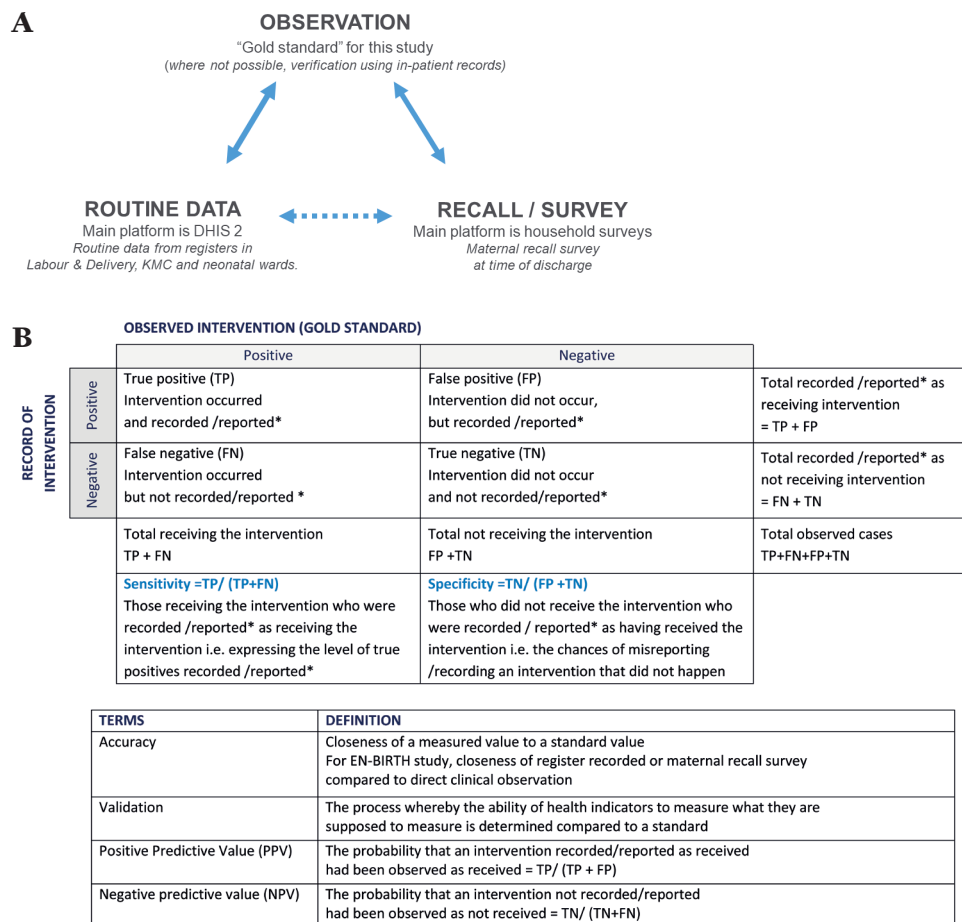 A
OBSERVATION
“Gold standard” for this study
(where not possible, verification using in-patient records)
ROUTINE DATA
Main platform is DHIS 2
Routine data from registers in
Labour & Delivery, KMC and neonatal wards.
RECALL / SURVEY
Main platform is household surveys
Maternal recall survey
at time of discharge
B
OBSERVED INTERVENTION (GOLD STANDARD)
Positive
Negative
RECORD OF
INTERVENTION
Positive
True positive (TP)
Intervention occurred
and recorded /reported*
False positive (FP)
Intervention did not occur,
but recorded /reported*
Total recorded /reported* as
receiving intervention
= TP + FP
Negative
False negative (FN)
Intervention occurred
but not recorded/reported *
True negative (TN)
Intervention did not occur
and not recorded/reported*
Total recorded /reported* as
not receiving intervention
= FN + TN
Total receiving the intervention
TP + FN
Total not receiving the intervention
FP +TN
Total observed cases
TP+FN+FP+TN
Sensitivity =TP/ (TP+FN)
Those receiving the intervention who were
recorded /reported* as receiving the
intervention i.e. expressing the level of true
positives recorded /reported*
Specificity =TN/ (FP +TN)
Those who did not receive the intervention who
were recorded / reported* as having received the
intervention i.e. the chances of misreporting
/recording an intervention that did not happen
TERMS
DEFINITION
Accuracy
Closeness of a measured value to a standard value
For EN-BIRTH study, closeness of register recorded or maternal recall survey
compared to direct clinical observation
Validation
The process whereby the ability of health indicators to measure what they are
supposed to measure is determined compared to a standard
Positive Predictive Value (PPV)
The probability that an intervention recorded/reported as received
had been observed as received = TP/ (TP + FP)
Negative predictive value (NPV)
The probability that an intervention not recorded/reported
had been observed as not received = TN/ (TN+FN)